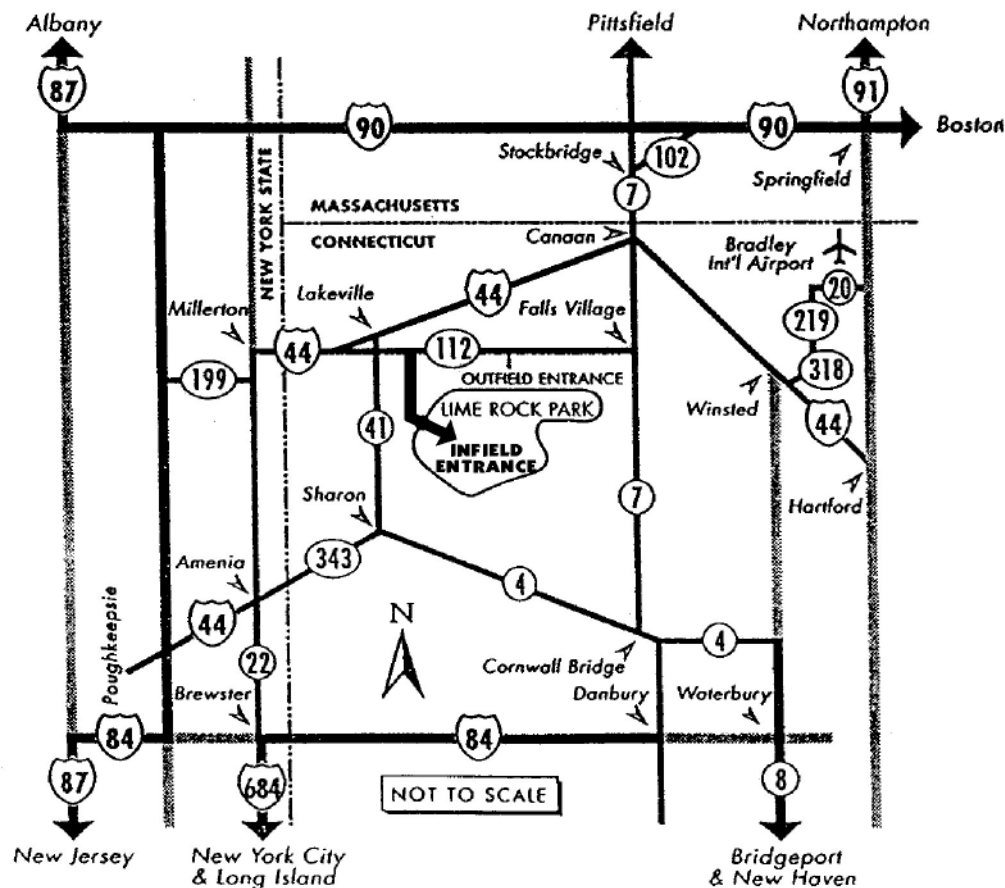 Albany
Pittsfield
Northampton
87
91
90
90
Boston
Stockbridge
102
Springfield
7
MASSACHUSETTS
CONNECTICUT
NEW YORK STATE
Canaan
Bradley
Int'l Airport
20
Lakeville
44
Millerton
Falls Village
219
44
112
318
199
OUTFIELD ENTRANCE
LIME ROCK PARK
Winsted
44
41
INFIELD
ENTRANCE
7
Sharon
Hartford
343
Amenia
4
44
N
Poughkeepsie
22
4
Cornwall Bridge
Brewster
Danbury
Waterbury
84
84
87
684
NOT TO SCALE
8
New Jersey
New York City
& Long Island
Bridgeport
& New Haven